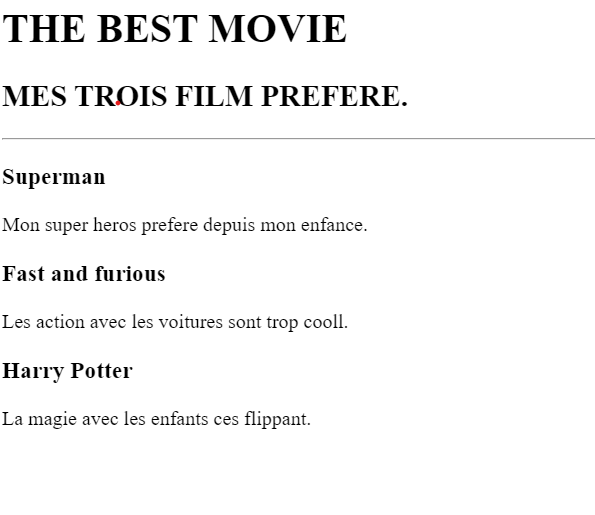 THE BEST MOVIE
MES TROIS FILM PREFERE.
Superman
Mon super heros prefere depuis mon enfance.
Fast and furious
Les action avec les voitures sont trop cooll.
Harry Potter
La magie avec les enfants ces flippant.